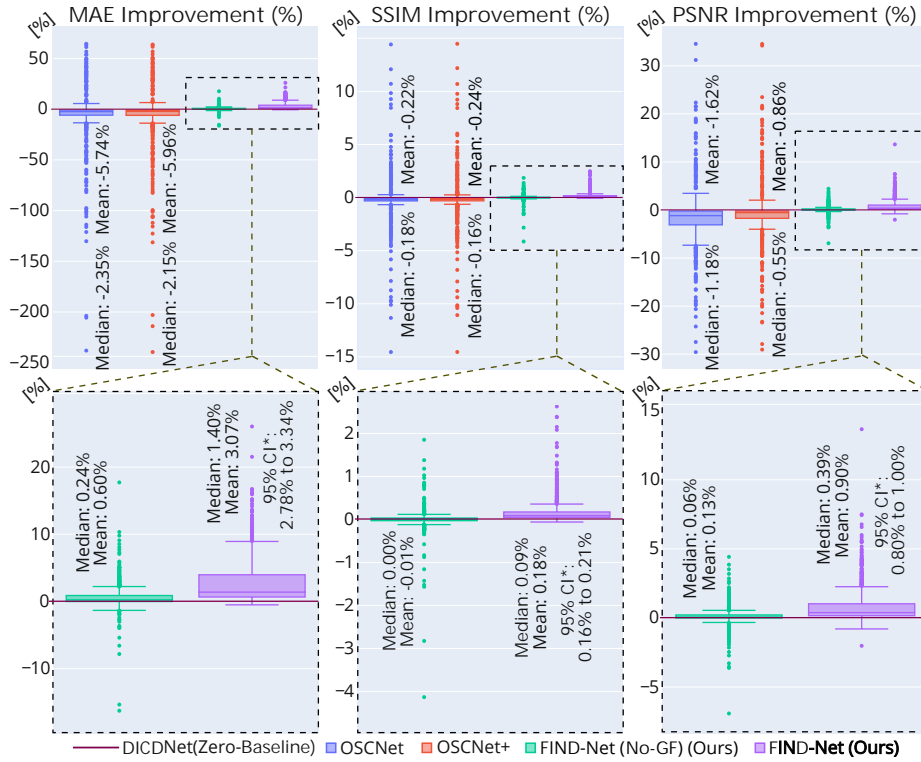 MAE Improvement (%)
SSIM Improvement (%)
PSNR Improvement (%)
[%]
50
0
−50
−100
−150
−200
−250
Mean: -5.74%
Median: -2.35%
Mean: -5.96%
Median: -2.15%
[%]
15
10
5
0
−5
−10
−15
Mean: -0.22%
Median: -0.18%
Mean: -0.24%
Median: -0.16%
[%]
30
20
10
0
−10
−20
−30
Mean: -1.62%
Median: -1.18%
Mean: -0.86%
Median: -0.55%
[%]
20
10
0
−10
Median: 0.24%
Mean: 0.60%
Median: 1.40%
Mean: 3.07%
95% CI*:
2.78% to 3.34%
[%]
2
1
0
−1
−2
−3
−4
Median: 0.00%
Mean: -0.01%
Median: 0.09%
Mean: 0.18%
95% CI*:
0.16% to 0.21%
[%]
15
10
5
0
−5
Median: 0.06%
Mean: 0.13%
Median: 0.39%
Mean: 0.90%
95% CI*:
0.80% to 1.00%
DICDNet(Zero-Baseline) OSCNet OSCNet+ FIND-Net (No-GF) (Ours) FIND-Net (Ours)